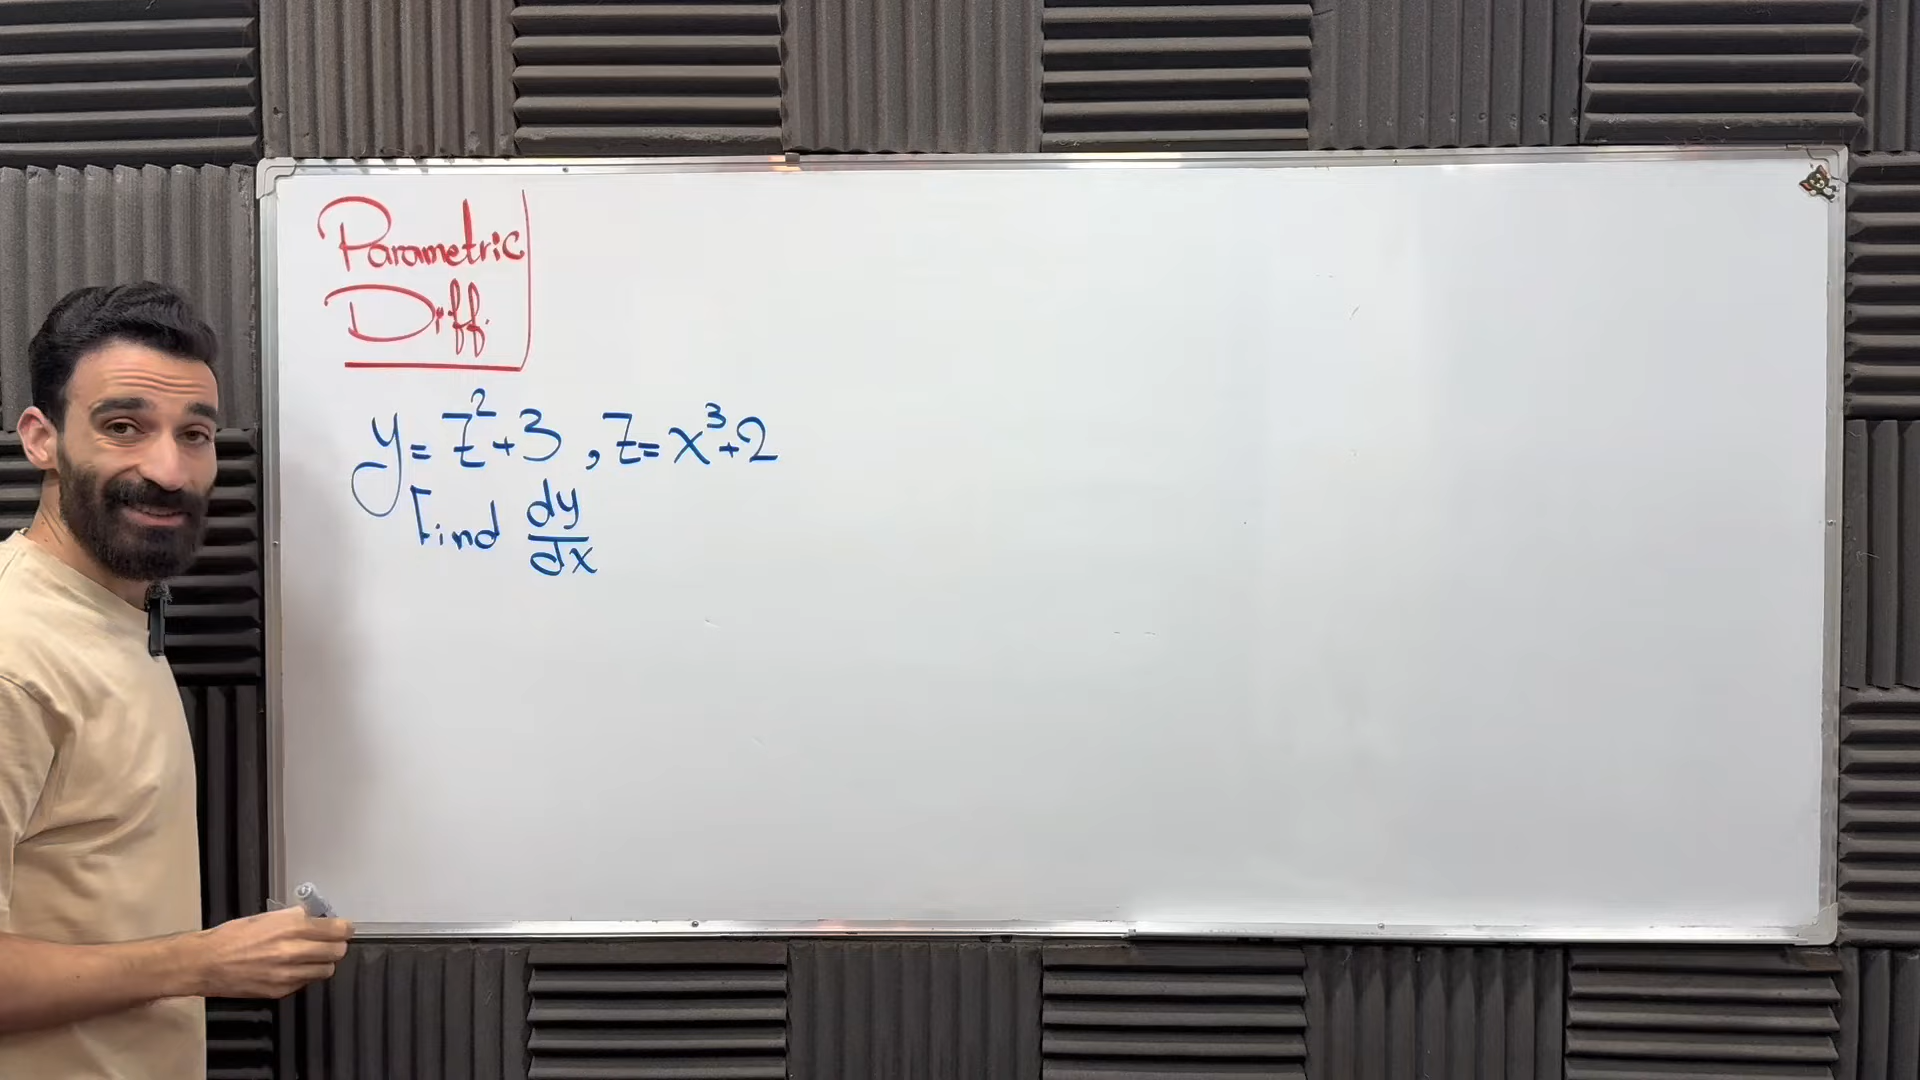 Parametric
Diff.
y = z² + 3 , z = x³ + 2
Find dy/dx